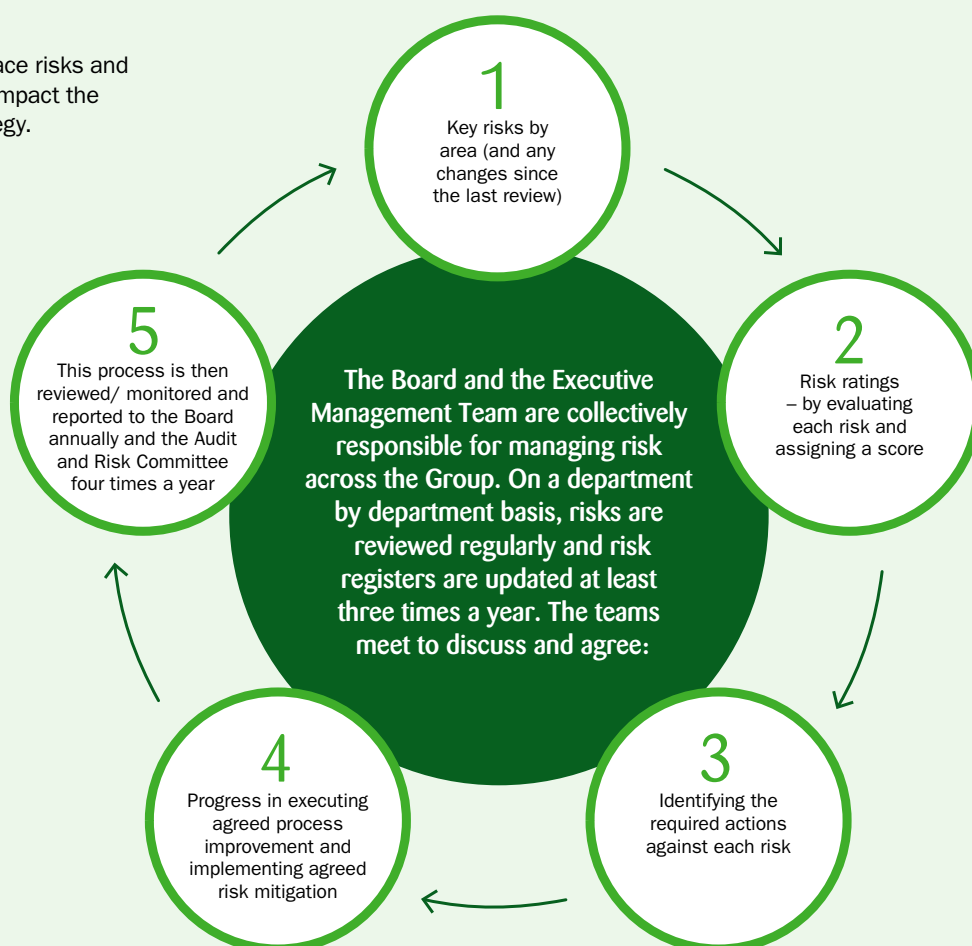 ace risks and
mpact the
egy.
1
Key risks by
area (and any
changes since
the last review)
2
Risk ratings
– by evaluating
each risk and
assigning a score
3
Identifying the
required actions
against each risk
4
Progress in executing
agreed process
improvement and
implementing agreed
risk mitigation
5
This process is then
reviewed/ monitored and
reported to the Board
annually and the Audit
and Risk Committee
four times a year
The Board and the Executive
Management Team are collectively
responsible for managing risk
across the Group. On a department
by department basis, risks are
reviewed regularly and risk
registers are updated at least
three times a year. The teams
meet to discuss and agree: